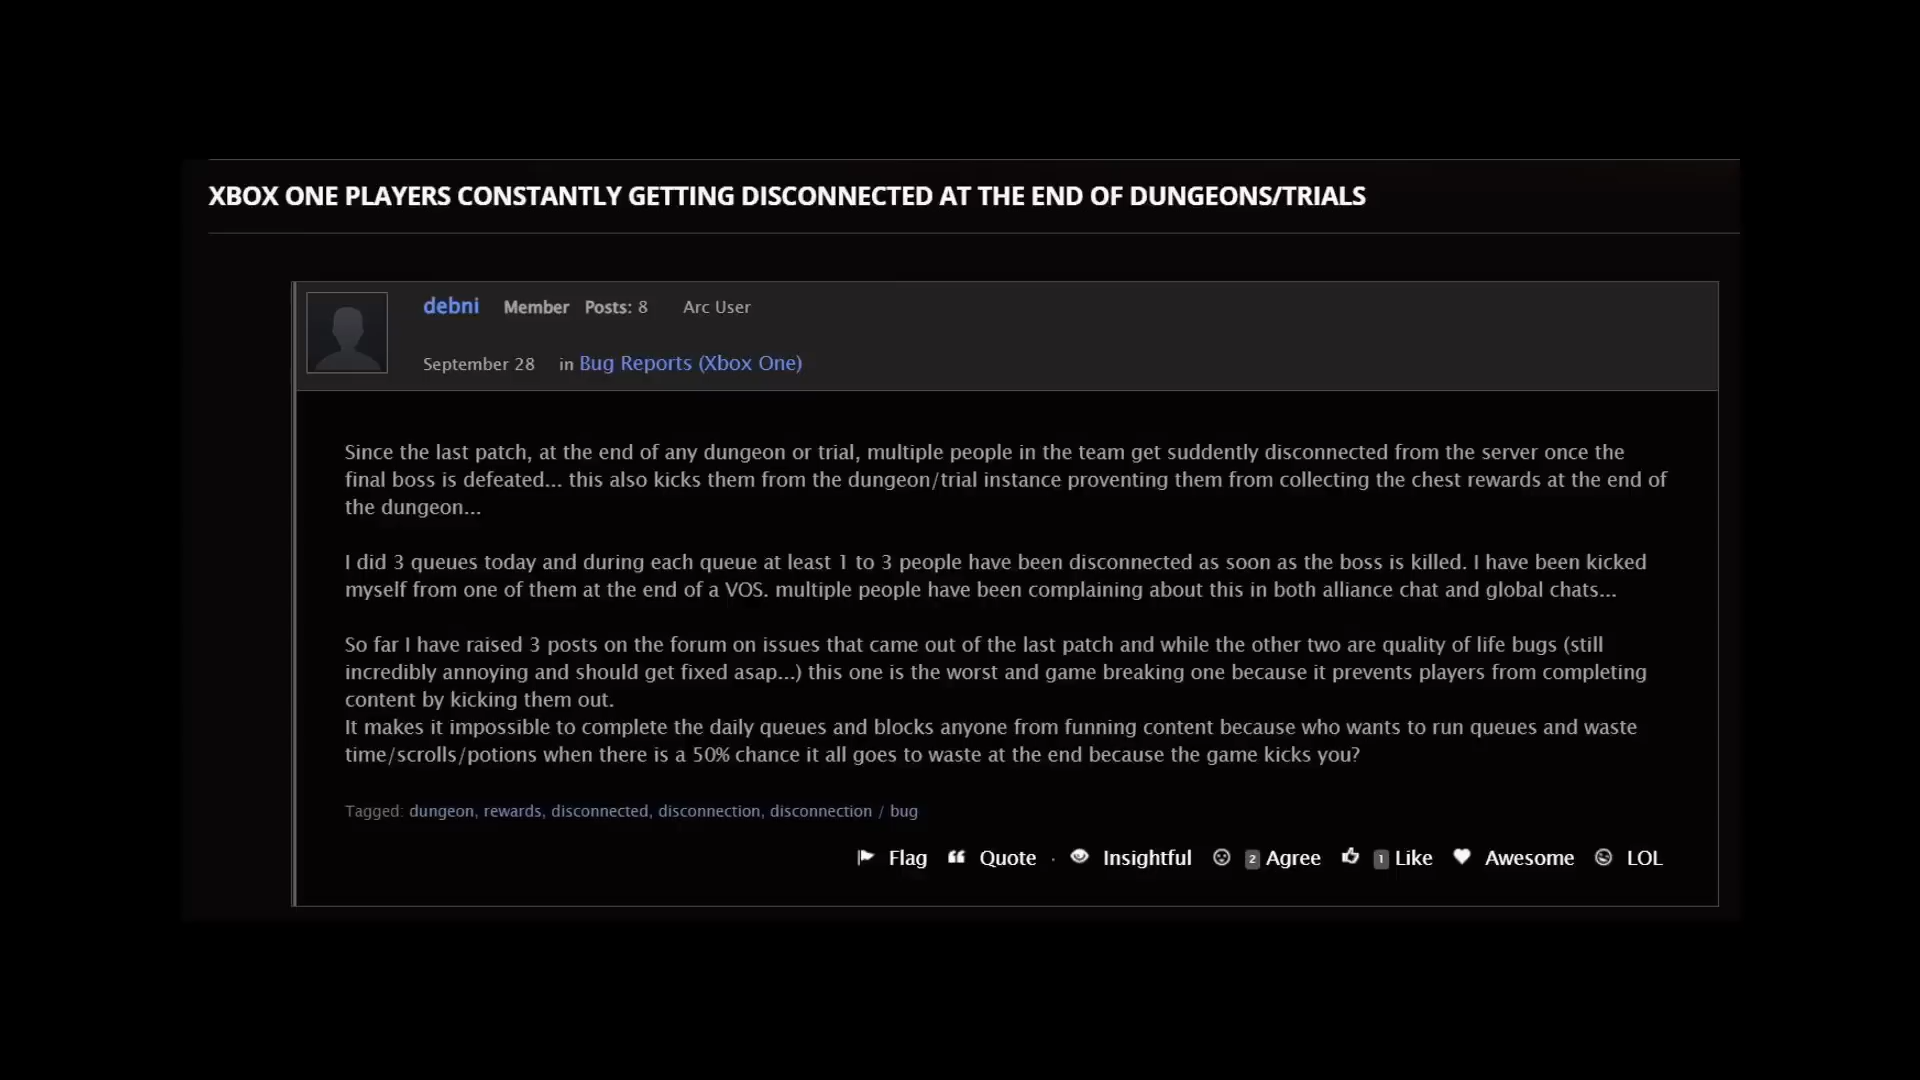 XBOX ONE PLAYERS CONSTANTLY GETTING DISCONNECTED AT THE END OF DUNGEONS/TRIALS
debni Member Posts: 8 Arc User
September 28 in Bug Reports (Xbox One)
Since the last patch, at the end of any dungeon or trial, multiple people in the team get suddently disconnected from the server once the
final boss is defeated... this also kicks them from the dungeon/trial instance proventing them from collecting the chest rewards at the end of
the dungeon...
I did 3 queues today and during each queue at least 1 to 3 people have been disconnected as soon as the boss is killed. I have been kicked
myself from one of them at the end of a VOS. multiple people have been complaining about this in both alliance chat and global chats...
So far I have raised 3 posts on the forum on issues that came out of the last patch and while the other two are quality of life bugs (still
incredibly annoying and should get fixed asap...) this one is the worst and game breaking one because it prevents players from completing
content by kicking them out.
It makes it impossible to complete the daily queues and blocks anyone from funning content because who wants to run queues and waste
time/scrolls/potions when there is a 50% chance it all goes to waste at the end because the game kicks you?
Tagged: dungeon, rewards, disconnected, disconnection, disconnection / bug
Flag Quote · Insightful 2 Agree 1 Like Awesome LOL